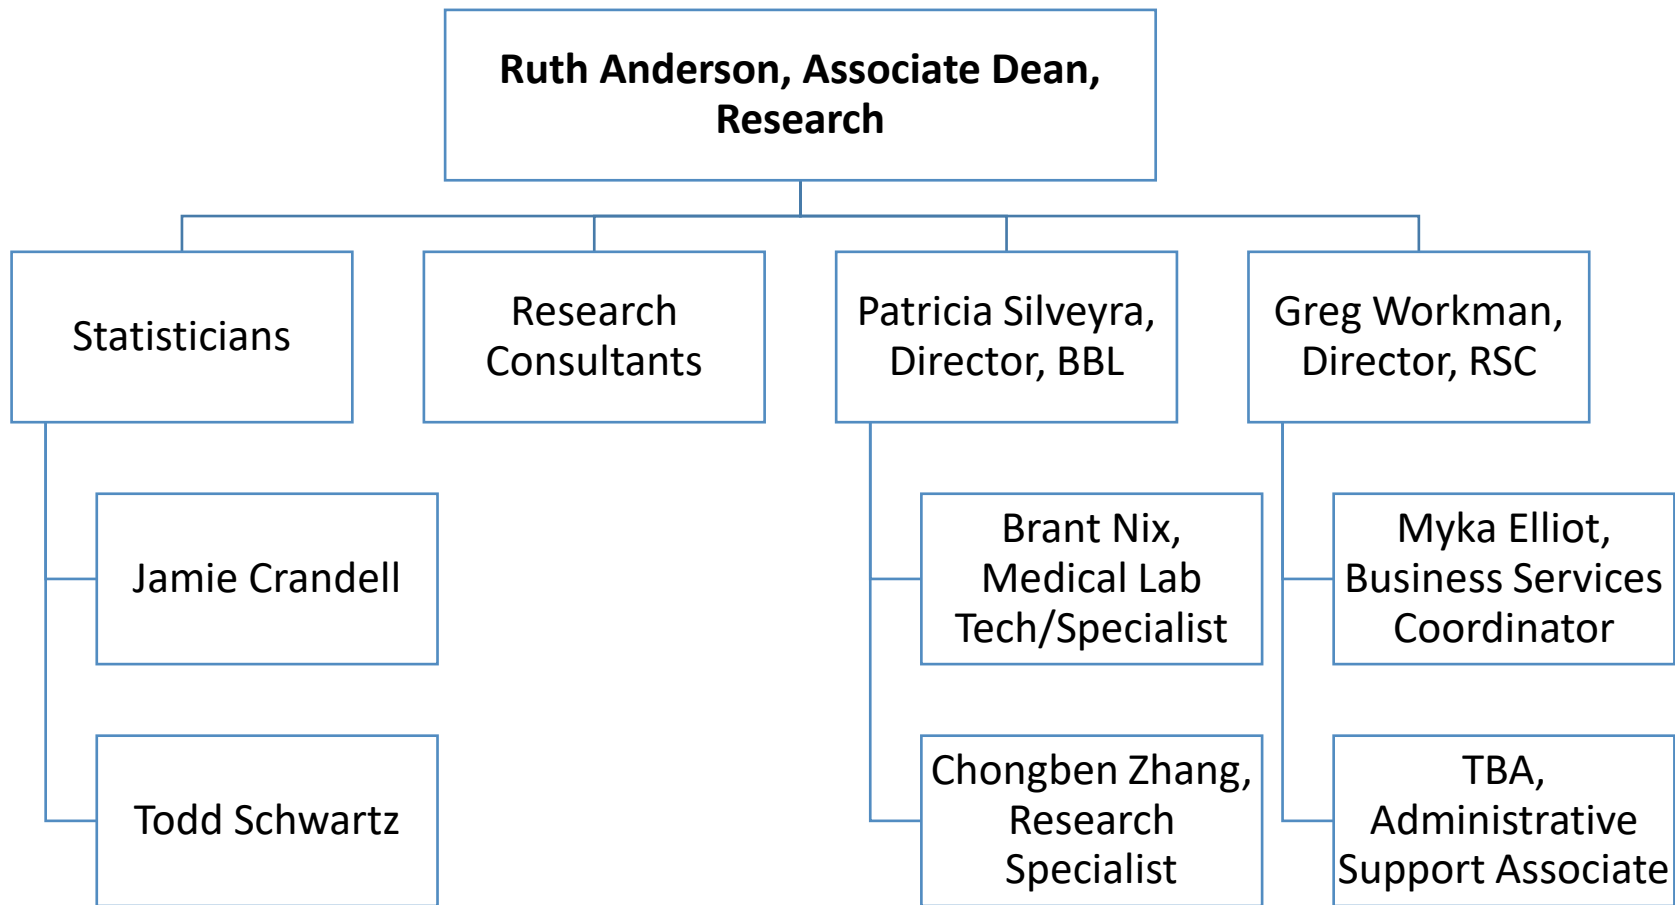 Ruth Anderson, Associate Dean,
Research
Statisticians
Research
Consultants
Patricia Silveyra,
Director, BBL
Greg Workman,
Director, RSC
Jamie Crandell
Todd Schwartz
Brant Nix,
Medical Lab
Tech/Specialist
Chongben Zhang,
Research
Specialist
Myka Elliot,
Business Services
Coordinator
TBA,
Administrative
Support Associate